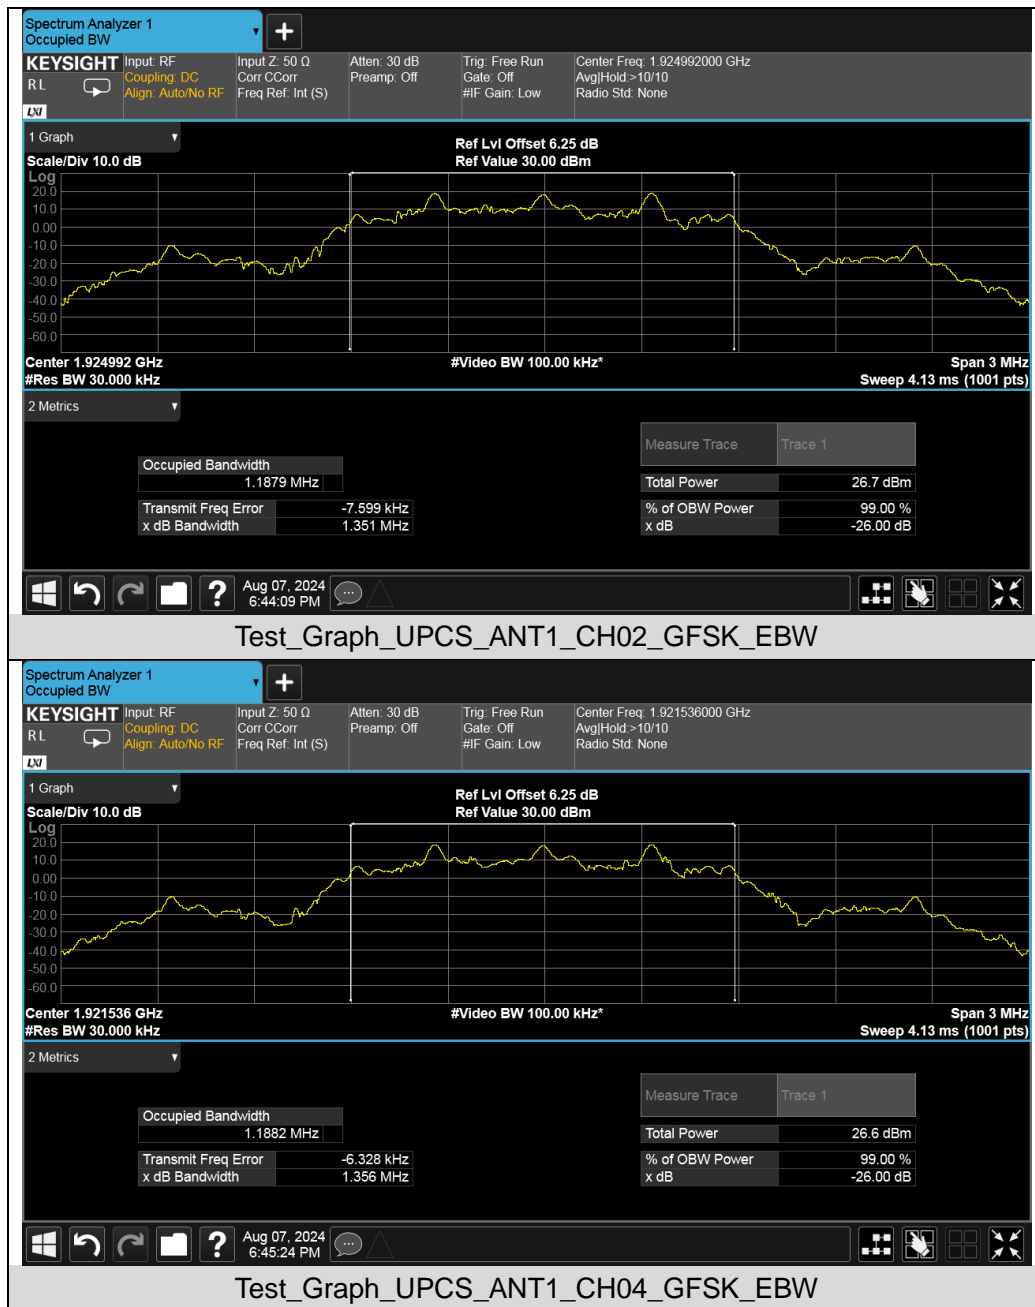 Spectrum Analyzer 1
Occupied BW
KEYSIGHT Input: RF Input Z: 50 Ω Atten: 30 dB Trig: Free Run Center Freq: 1.924992000 GHz
R L Coupling: DC Corr CCorr Preamp: Off Gate: Off Avg|Hold:>10/10
Align: Auto/No RF Freq Ref: Int (S) #IF Gain: Low Radio Std: None
LXI
1 Graph
Ref Lvl Offset 6.25 dB
Scale/Div 10.0 dB Ref Value 30.00 dBm
Log
20.0
10.0
0.00
-10.0
-20.0
-30.0
-40.0
-50.0
-60.0
Center 1.924992 GHz #Video BW 100.00 kHz* Span 3 MHz
#Res BW 30.000 kHz Sweep 4.13 ms (1001 pts)
2 Metrics
Measure Trace Trace 1
Occupied Bandwidth
1.1879 MHz Total Power 26.7 dBm
Transmit Freq Error -7.599 kHz % of OBW Power 99.00 %
x dB Bandwidth 1.351 MHz x dB -26.00 dB
Aug 07, 2024
6:44:09 PM
Test_Graph_UPCS_ANT1_CH02_GFSK_EBW
Spectrum Analyzer 1
Occupied BW
KEYSIGHT Input: RF Input Z: 50 Ω Atten: 30 dB Trig: Free Run Center Freq: 1.921536000 GHz
R L Coupling: DC Corr CCorr Preamp: Off Gate: Off Avg|Hold:>10/10
Align: Auto/No RF Freq Ref: Int (S) #IF Gain: Low Radio Std: None
LXI
1 Graph
Ref Lvl Offset 6.25 dB
Scale/Div 10.0 dB Ref Value 30.00 dBm
Log
20.0
10.0
0.00
-10.0
-20.0
-30.0
-40.0
-50.0
-60.0
Center 1.921536 GHz #Video BW 100.00 kHz* Span 3 MHz
#Res BW 30.000 kHz Sweep 4.13 ms (1001 pts)
2 Metrics
Measure Trace Trace 1
Occupied Bandwidth
1.1882 MHz Total Power 26.6 dBm
Transmit Freq Error -6.328 kHz % of OBW Power 99.00 %
x dB Bandwidth 1.356 MHz x dB -26.00 dB
Aug 07, 2024
6:45:24 PM
Test_Graph_UPCS_ANT1_CH04_GFSK_EBW